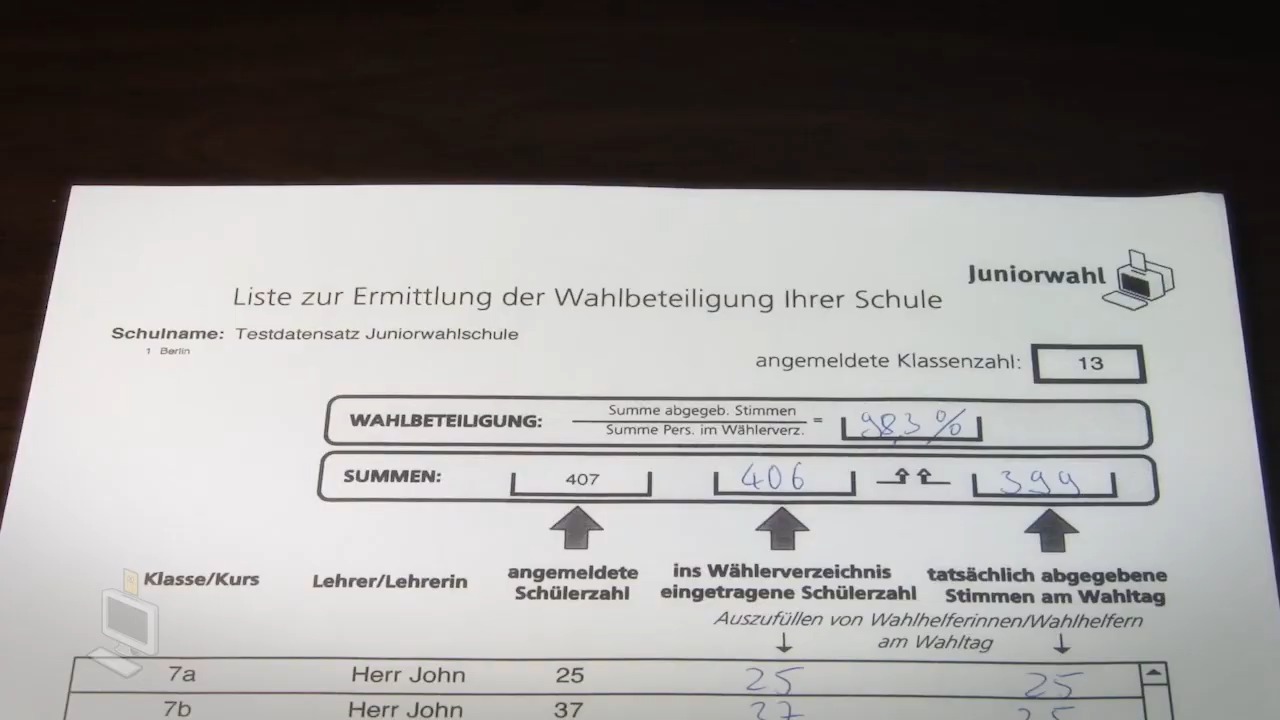 Juniorwahl
Liste zur Ermittlung der Wahlbeteiligung Ihrer Schule
Schulname: Testdatensatz Juniorwahlschule
1 Berlin
angemeldete Klassenzahl: 13
WAHLBETEILIGUNG: Summe abgegeb. Stimmen
Summe Pers. im Wählerverz. = 98,3 %
SUMMEN: 407 406 399
Klasse/Kurs
Lehrer/Lehrerin
angemeldete
Schülerzahl
ins Wählerverzeichnis
eingetragene Schülerzahl
tatsächlich abgegebene
Stimmen am Wahltag
Auszufüllen von Wahlhelferinnen/Wahlhelfern
am Wahltag
7a Herr John 25 25 25
7b Herr John 37